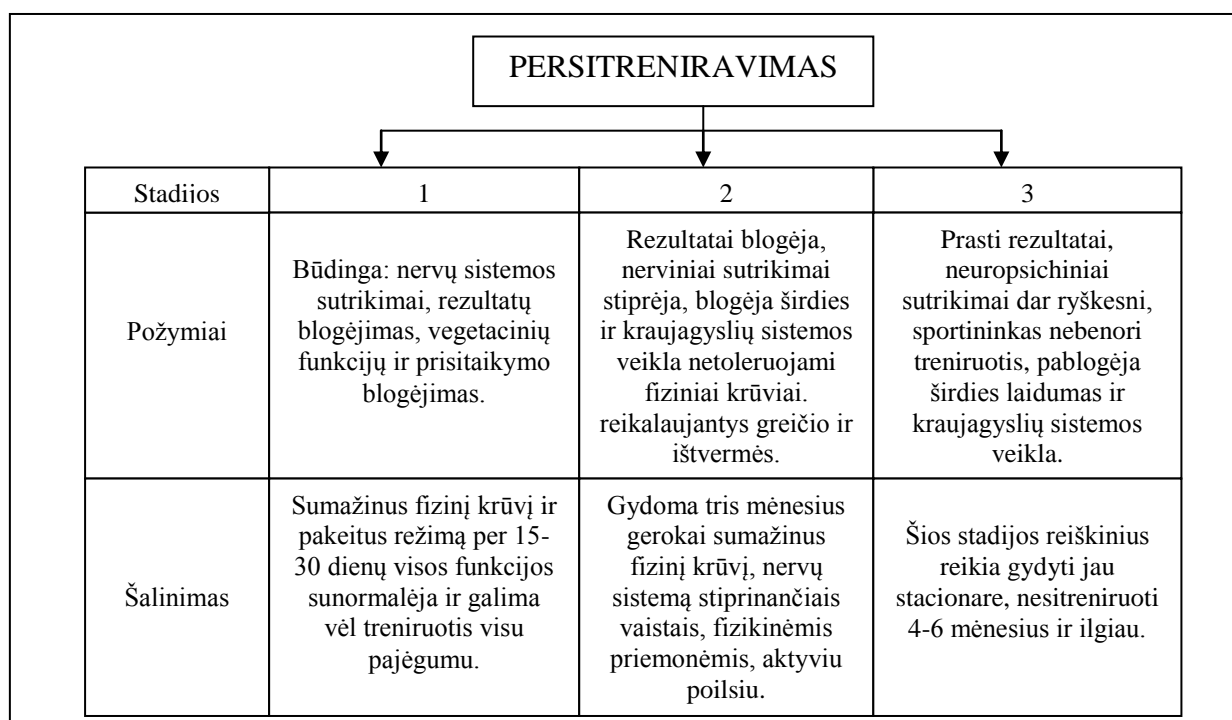 PERSITRENIRAVIMAS
Stadijos
1
2
3
Požymiai
Būdinga: nervų sistemos
sutrikimai, rezultatų
blogėjimas, vegetacinių
funkcijų ir prisitaikymo
blogėjimas.
Rezultatai blogėja,
nerviniai sutrikimai
stiprėja, blogėja širdies
ir kraujagyslių sistemos
veikla netoleruojami
fiziniai krūviai.
reikalaujantys greičio ir
ištvermės.
Prasti rezultatai,
neuropsichiniai
sutrikimai dar ryškesni,
sportininkas nebenori
treniruotis, pablogėja
širdies laidumas ir
kraujagyslių sistemos
veikla.
Šalinimas
Sumažinus fizinį krūvį ir
pakeitus režimą per 15-
30 dienų visos funkcijos
sunormalėja ir galima
vėl treniruotis visu
pajėgumu.
Gydoma tris mėnesius
gerokai sumažinus
fizinį krūvį, nervų
sistemą stiprinančiais
vaistais, fizikinėmis
priemonėmis, aktyviu
poilsiu.
Šios stadijos reiškinius
reikia gydyti jau
stacionare, nesitreniruoti
4-6 mėnesius ir ilgiau.